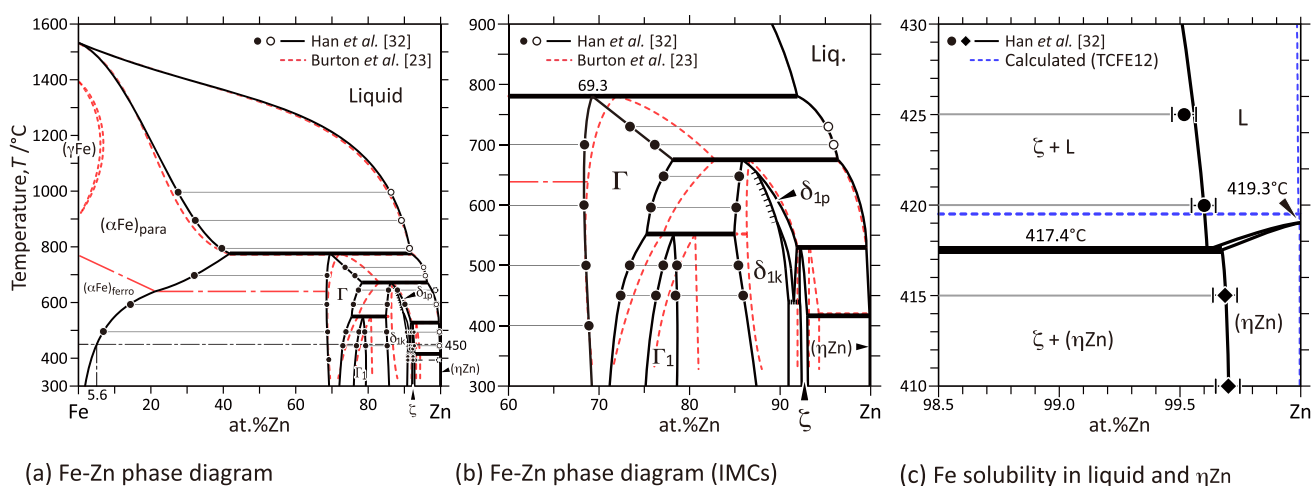 1600
1400
1200
1000
800
600
400
300
Temperature, T /°C
Han et al. [32]
Burton et al. [23]
Liquid
(γFe)
(αFe)para
(αFe)ferro
Γ
δ1p
δ1k
Γ1
450
(ηZn)
5.6
Fe
20
40
60
80
Zn
ζ
at.%Zn
(a) Fe-Zn phase diagram
900
800
700
600
500
400
300
Han et al. [32]
Burton et al. [23]
Liq.
69.3
Γ
δ1p
δ1k
Γ1
(ηZn)
60
70
80
90
Zn
ζ
at.%Zn
(b) Fe-Zn phase diagram (IMCs)
430
425
420
415
410
Han et al. [32]
Calculated (TCFE12)
L
ζ + L
419.3°C
417.4°C
(ηZn)
ζ + (ηZn)
98.5
99.0
99.5
Zn
at.%Zn
(c) Fe solubility in liquid and ηZn